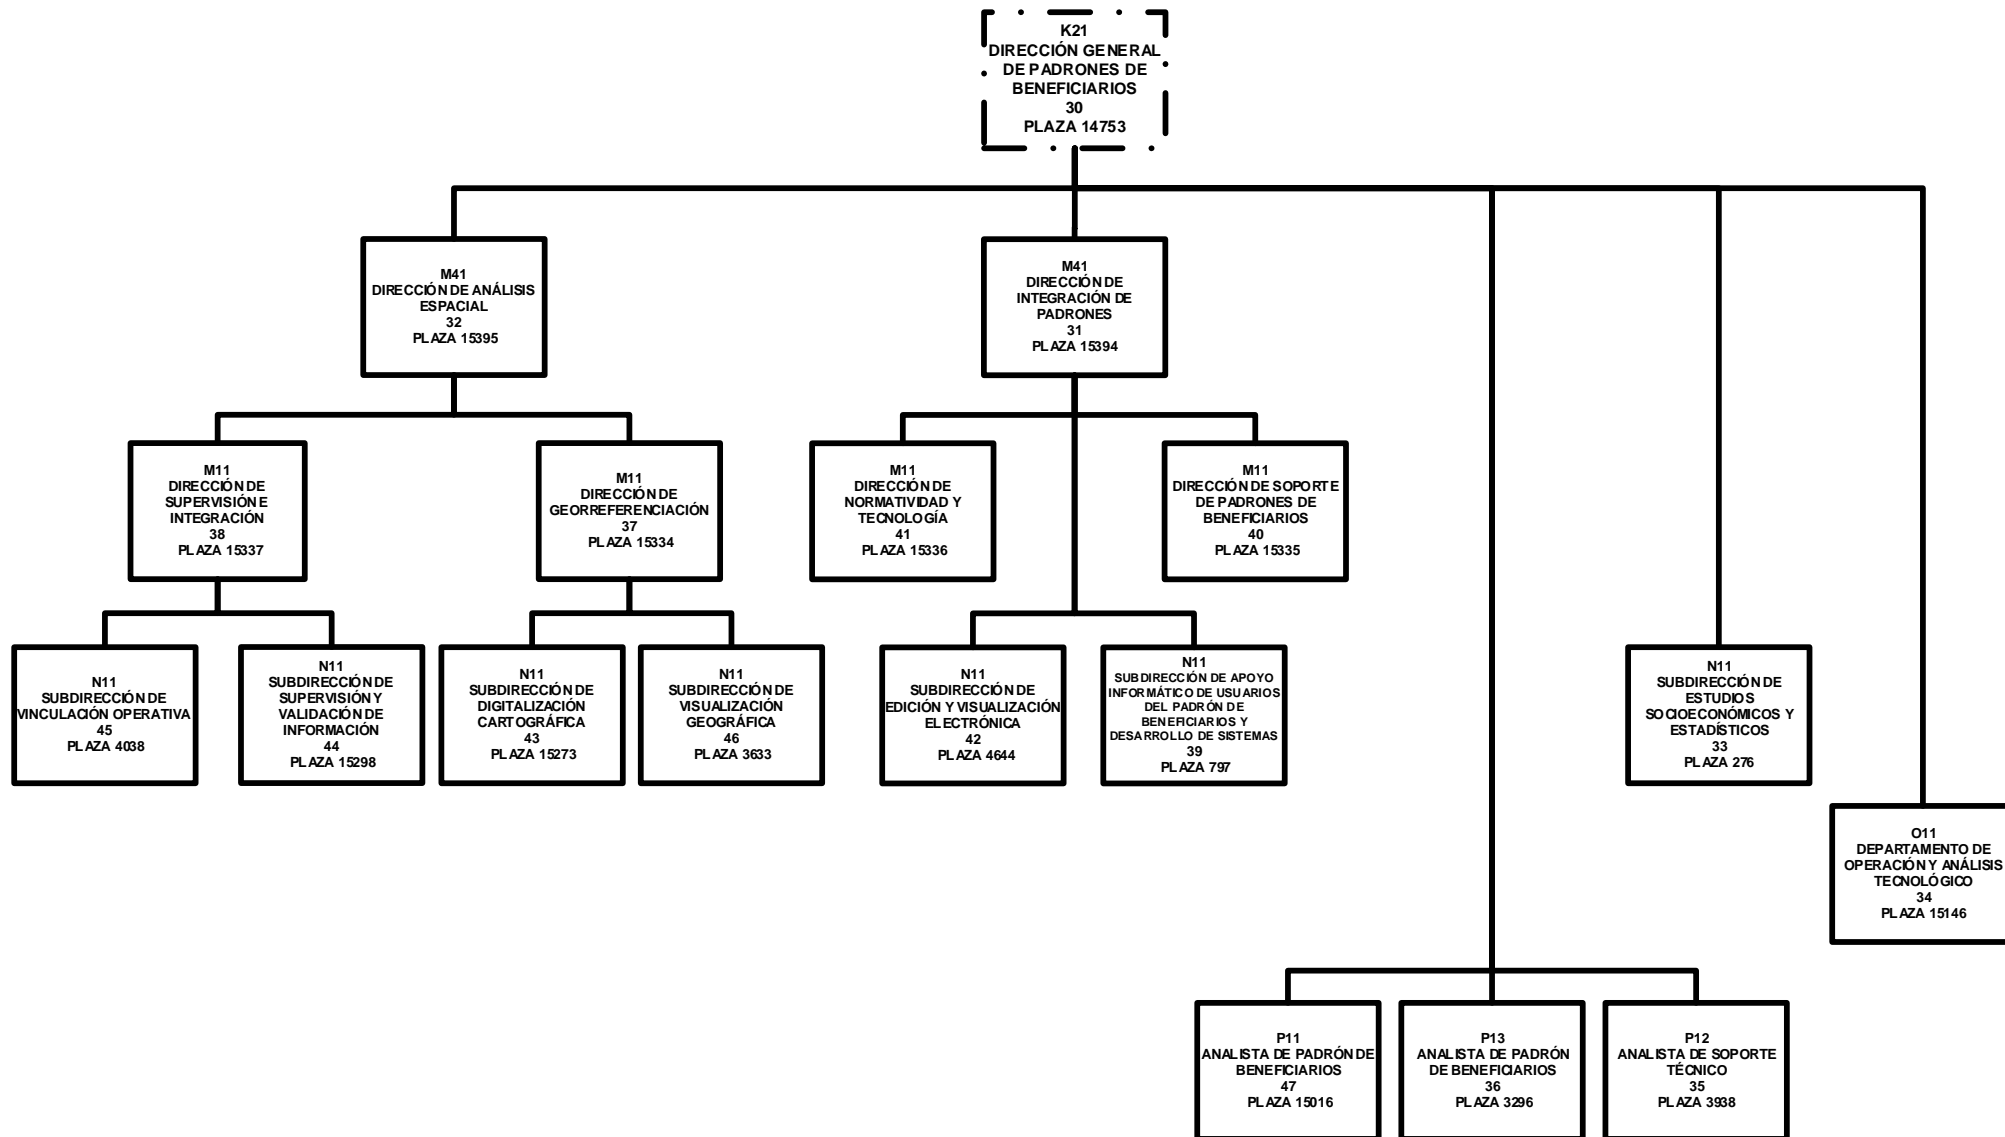 K21
DIRECCIÓN GENERAL
DE PADRONES DE
BENEFICIARIOS
30
PLAZA 14753
M41
DIRECCIÓN DE ANÁLISIS
ESPACIAL
32
PLAZA 15395
M41
DIRECCIÓN DE
INTEGRACIÓN DE
PADRONES
31
PLAZA 15394
M11
DIRECCIÓN DE
SUPERVISIÓN E
INTEGRACIÓN
38
PLAZA 15337
M11
DIRECCIÓN DE
GEORREFERENCIACIÓN
37
PLAZA 15334
M11
DIRECCIÓN DE
NORMATIVIDAD Y
TECNOLOGÍA
41
PLAZA 15336
M11
DIRECCIÓN DE SOPORTE
DE PADRONES DE
BENEFICIARIOS
40
PLAZA 15335
N11
SUBDIRECCIÓN DE
VINCULACIÓN OPERATIVA
45
PLAZA 4038
N11
SUBDIRECCIÓN DE
SUPERVISIÓN Y
VALIDACIÓN DE
INFORMACIÓN
44
PLAZA 15298
N11
SUBDIRECCIÓN DE
DIGITALIZACIÓN
CARTOGRÁFICA
43
PLAZA 15273
N11
SUBDIRECCIÓN DE
VISUALIZACIÓN
GEOGRÁFICA
46
PLAZA 3633
N11
SUBDIRECCIÓN DE
EDICIÓN Y VISUALIZACIÓN
ELECTRÓNICA
42
PLAZA 4644
N11
SUBDIRECCIÓN DE APOYO
INFORMÁTICO DE USUARIOS
DEL PADRÓN DE
BENEFICIARIOS Y
DESARROLLO DE SISTEMAS
39
PLAZA 797
N11
SUBDIRECCIÓN DE
ESTUDIOS
SOCIOECONÓMICOS Y
ESTADÍSTICOS
33
PLAZA 276
O11
DEPARTAMENTO DE
OPERACIÓN Y ANÁLISIS
TECNOLÓGICO
34
PLAZA 15146
P11
ANALISTA DE PADRÓN DE
BENEFICIARIOS
47
PLAZA 15016
P13
ANALISTA DE PADRÓN
DE BENEFICIARIOS
36
PLAZA 3296
P12
ANALISTA DE SOPORTE
TÉCNICO
35
PLAZA 3938